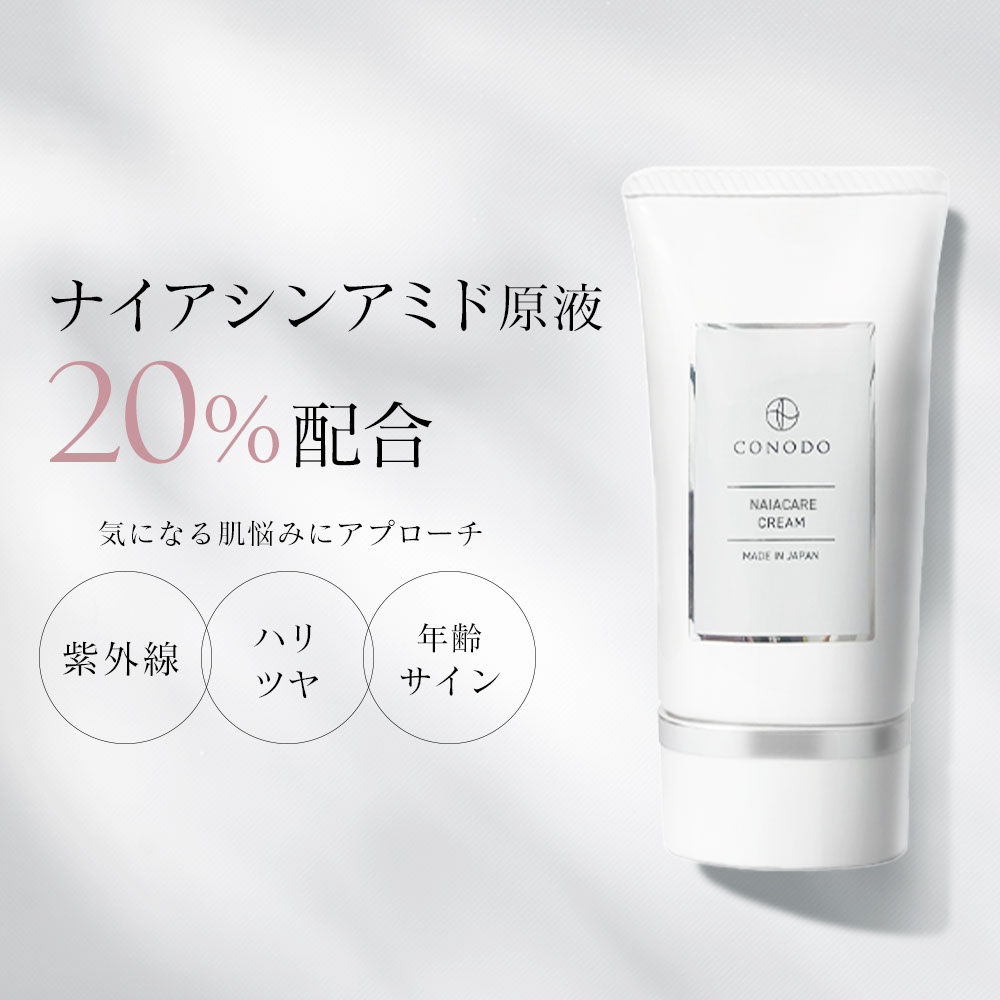 ナイアシンアミド原液
20%配合
気になる肌悩みにアプローチ
紫外線
ハリ
ツヤ
年齢
サイン
CONODO
NAIACARE
CREAM
MADE IN JAPAN